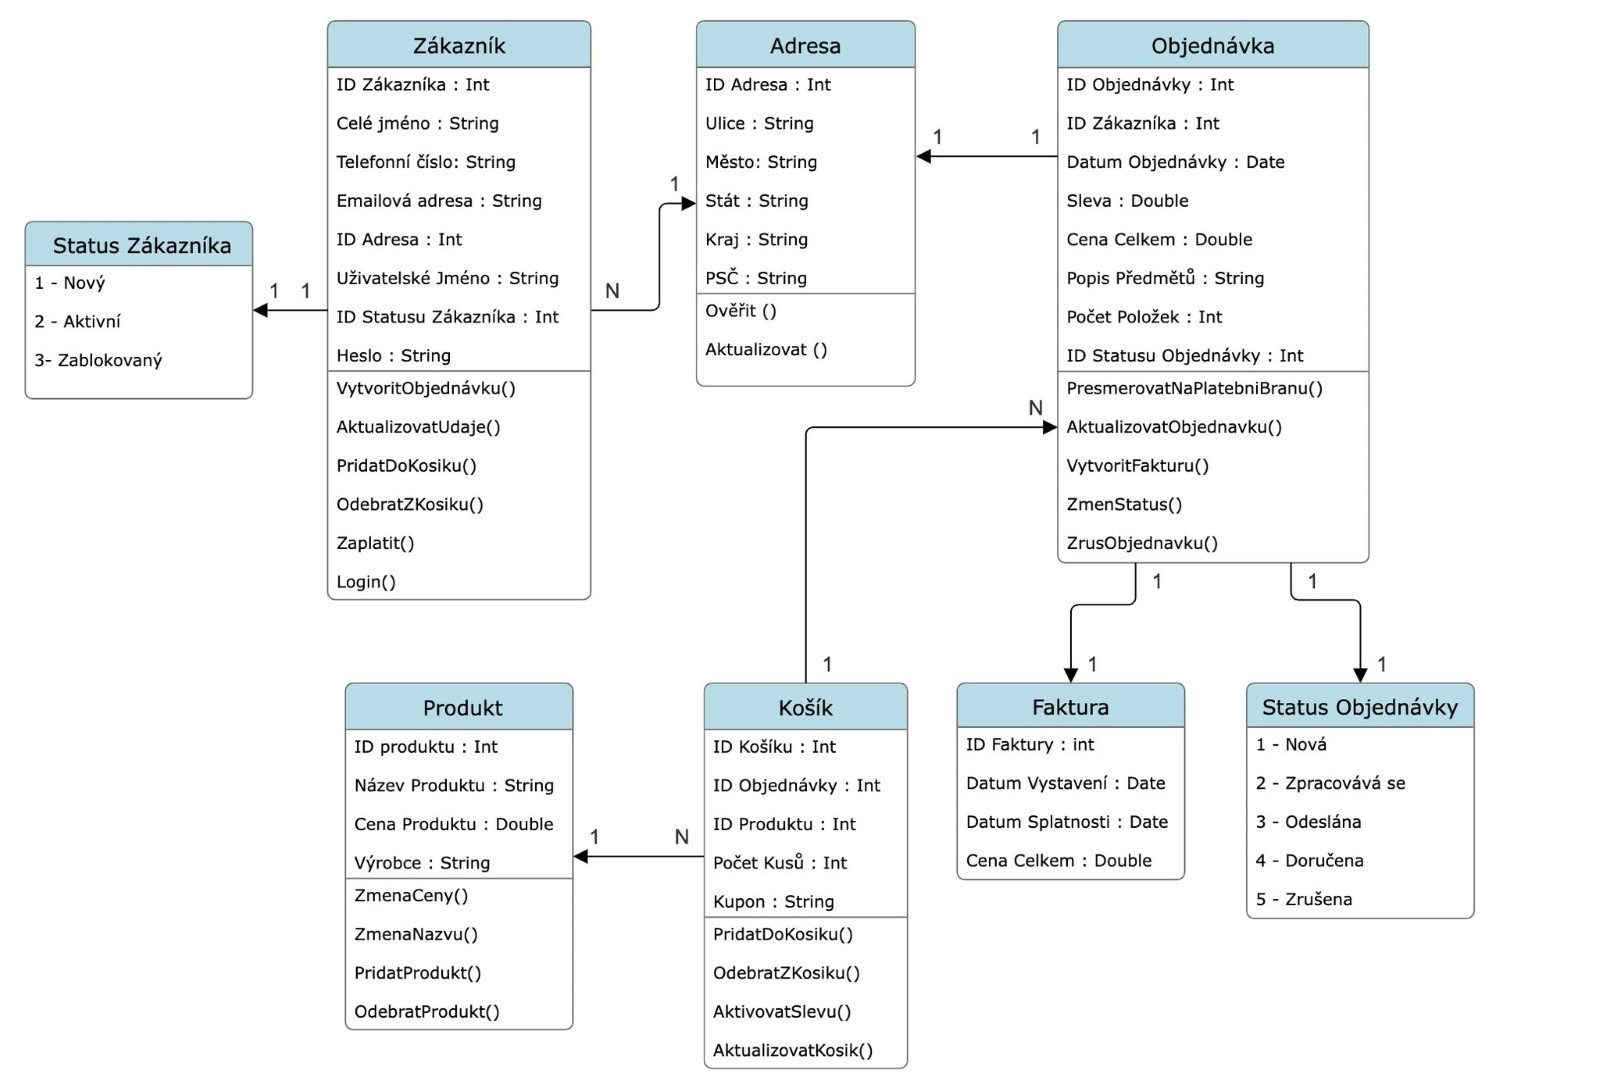 Zákazník
ID Zákazníka : Int
Celé jméno : String
Telefonní číslo: String
Emailová adresa : String
ID Adresa : Int
Uživatelské Jméno : String
ID Statusu Zákazníka : Int
Heslo : String
VytvoritObjednávku()
AktualizovatUdaje()
PridatDoKosiku()
OdebratZKosiku()
Zaplatit()
Login()
Adresa
ID Adresa : Int
Ulice : String
Město: String
Stát : String
Kraj : String
PSČ : String
Ověřit ()
Aktualizovat ()
Objednávka
ID Objednávky : Int
ID Zákazníka : Int
Datum Objednávky : Date
Sleva : Double
Cena Celkem : Double
Popis Předmětů : String
Počet Položek : Int
ID Statusu Objednávky : Int
PresmerovatNaPlatebniBranu()
AktualizovatObjednavku()
VytvoritFakturu()
ZmenStatus()
ZrusObjednavku()
1
1
1
N
Status Zákazníka
1 - Nový
2 - Aktivní
3- Zablokovaný
1
1
N
1
1
1
1
1
Produkt
ID produktu : Int
Název Produktu : String
Cena Produktu : Double
Výrobce : String
ZmenaCeny()
ZmenaNazvu()
PridatProdukt()
OdebratProdukt()
1
N
Košík
ID Košíku : Int
ID Objednávky : Int
ID Produktu : Int
Počet Kusů : Int
Kupon : String
PridatDoKosiku()
OdebratZKosiku()
AktivovatSlevu()
AktualizovatKosik()
Faktura
ID Faktury : int
Datum Vystavení : Date
Datum Splatnosti : Date
Cena Celkem : Double
Status Objednávky
1 - Nová
2 - Zpracovává se
3 - Odeslána
4 - Doručena
5 - Zrušena